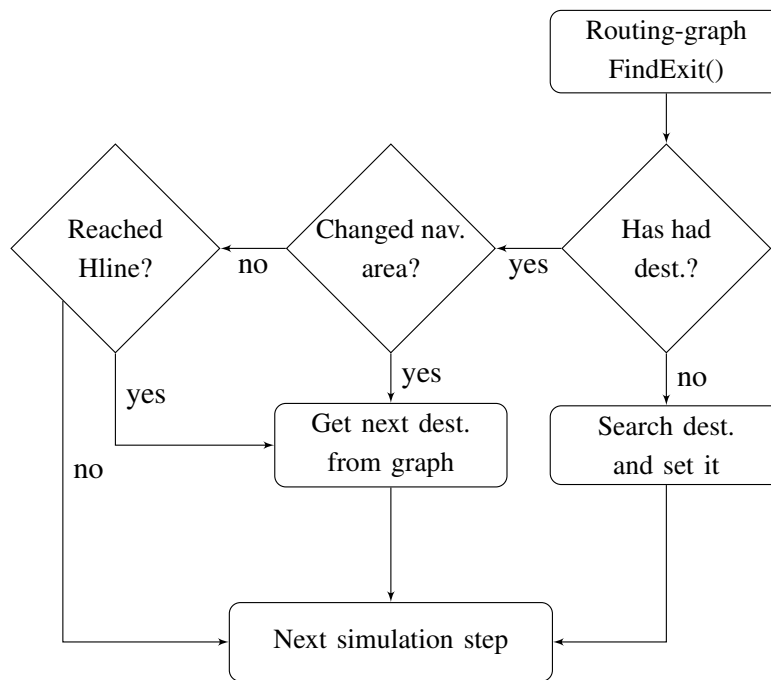 Routing-graph
FindExit()
Reached
Hline?
no
Changed nav.
area?
yes
Has had
dest.?
yes
yes
no
no
Get next dest.
from graph
Search dest.
and set it
Next simulation step